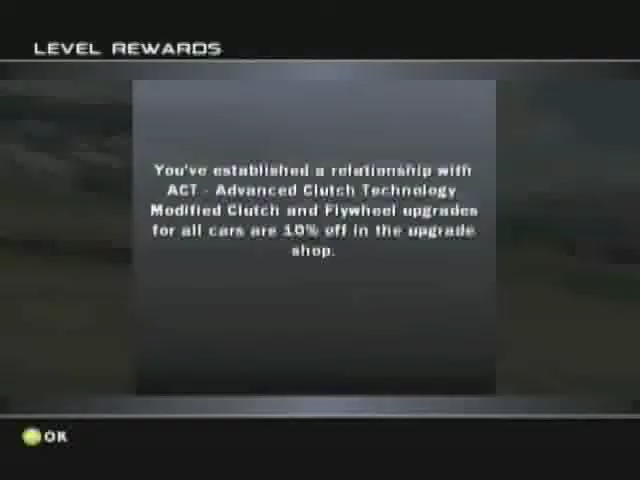 LEVEL REWARDS
You've established a relationship with
ACT - Advanced Clutch Technology
Modified Clutch and Flywheel upgrades
for all cars are 10% off in the upgrade
shop.
OK